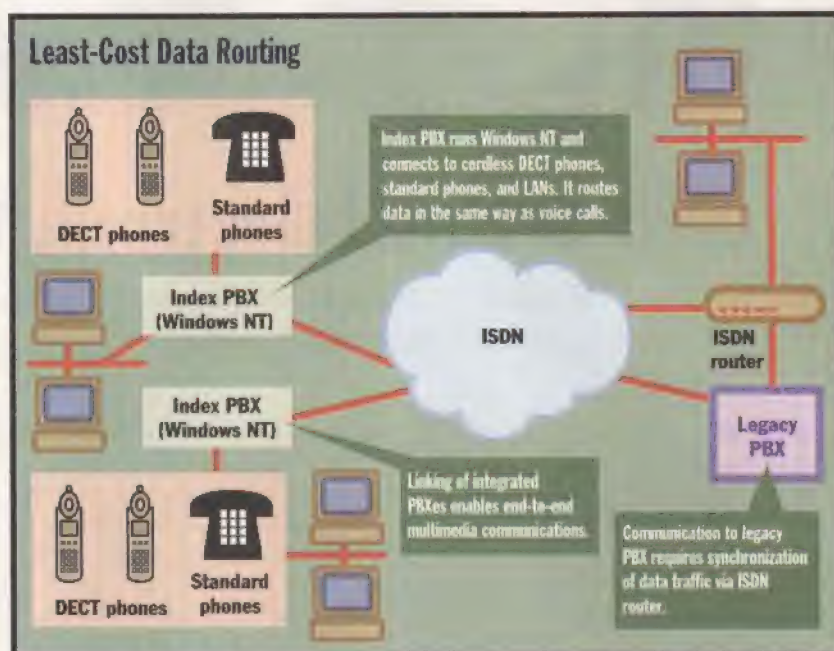 Least-Cost Data Routing
DECT phones
Standard
phones
Index PBX runs Windows NT and
connects to cordless DECT phones,
standard phones, and LANs. It routes
data in the same way as voice calls.
Index PBX
(Windows NT)
ISDN
ISDN
router
Index PBX
(Windows NT)
Legacy
PBX
Linking of integrated
PBXes enables end-to-end
multimedia communications.
Communication to legacy
PBX requires synchronization
of data traffic via ISDN
router.
DECT phones
Standard
phones